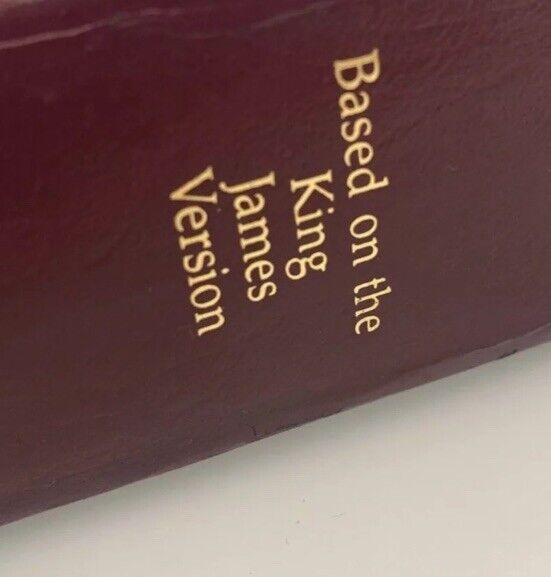 Based on the
King
James
Version